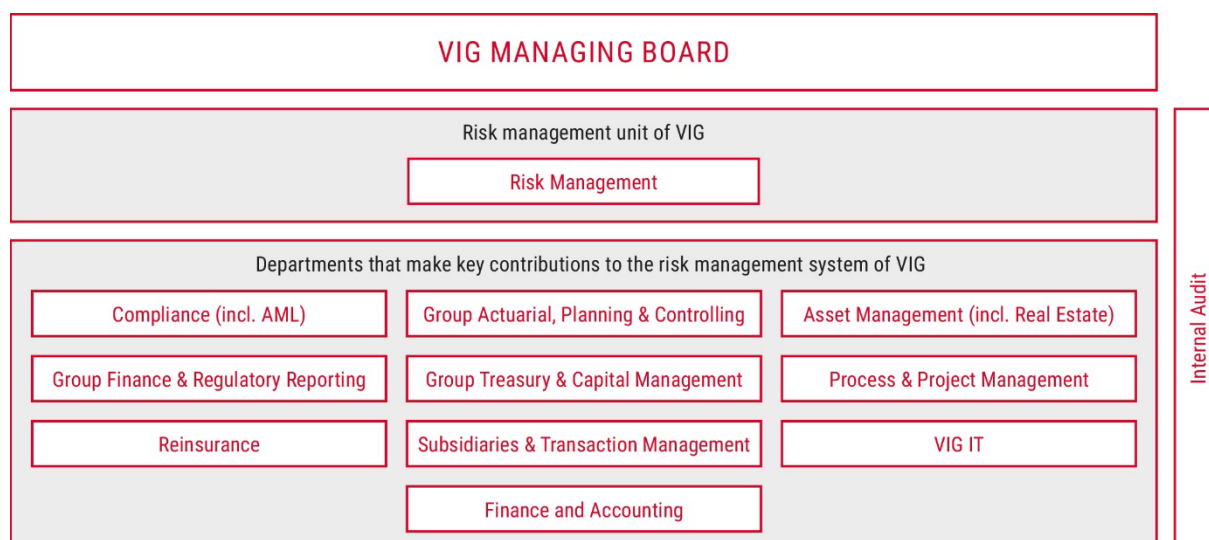 VIG MANAGING BOARD
Risk management unit of VIG
Risk Management
Departments that make key contributions to the risk management system of VIG
Compliance (incl. AML)
Group Actuarial, Planning & Controlling
Asset Management (incl. Real Estate)
Group Finance & Regulatory Reporting
Group Treasury & Capital Management
Process & Project Management
Reinsurance
Subsidiaries & Transaction Management
VIG IT
Finance and Accounting
Internal Audit